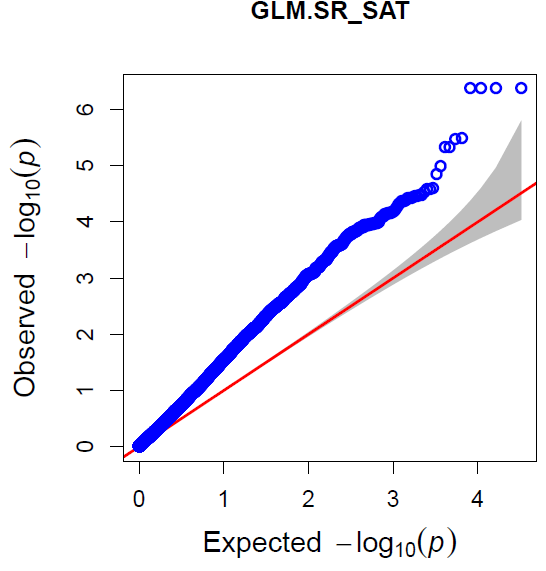 GLM.SR_SAT
Observed −log₁₀(p)
6
5
4
3
2
1
0
0 1 2 3 4
Expected −log₁₀(p)